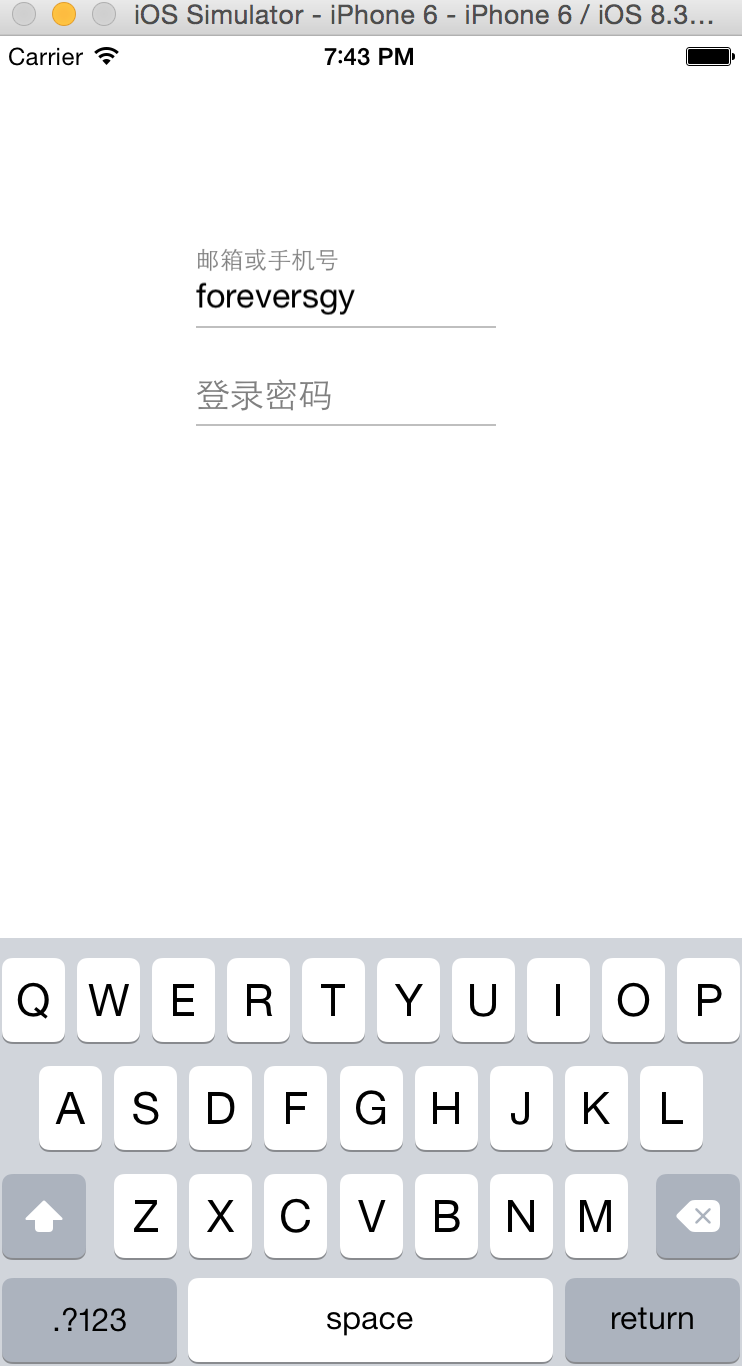 iOS Simulator - iPhone 6 - iPhone 6 / iOS 8.3...
Carrier 7:43 PM
邮箱或手机号
foreversgy
登录密码
Q W E R T Y U I O P
A S D F G H J K L
Z X C V B N M
.?123 space return